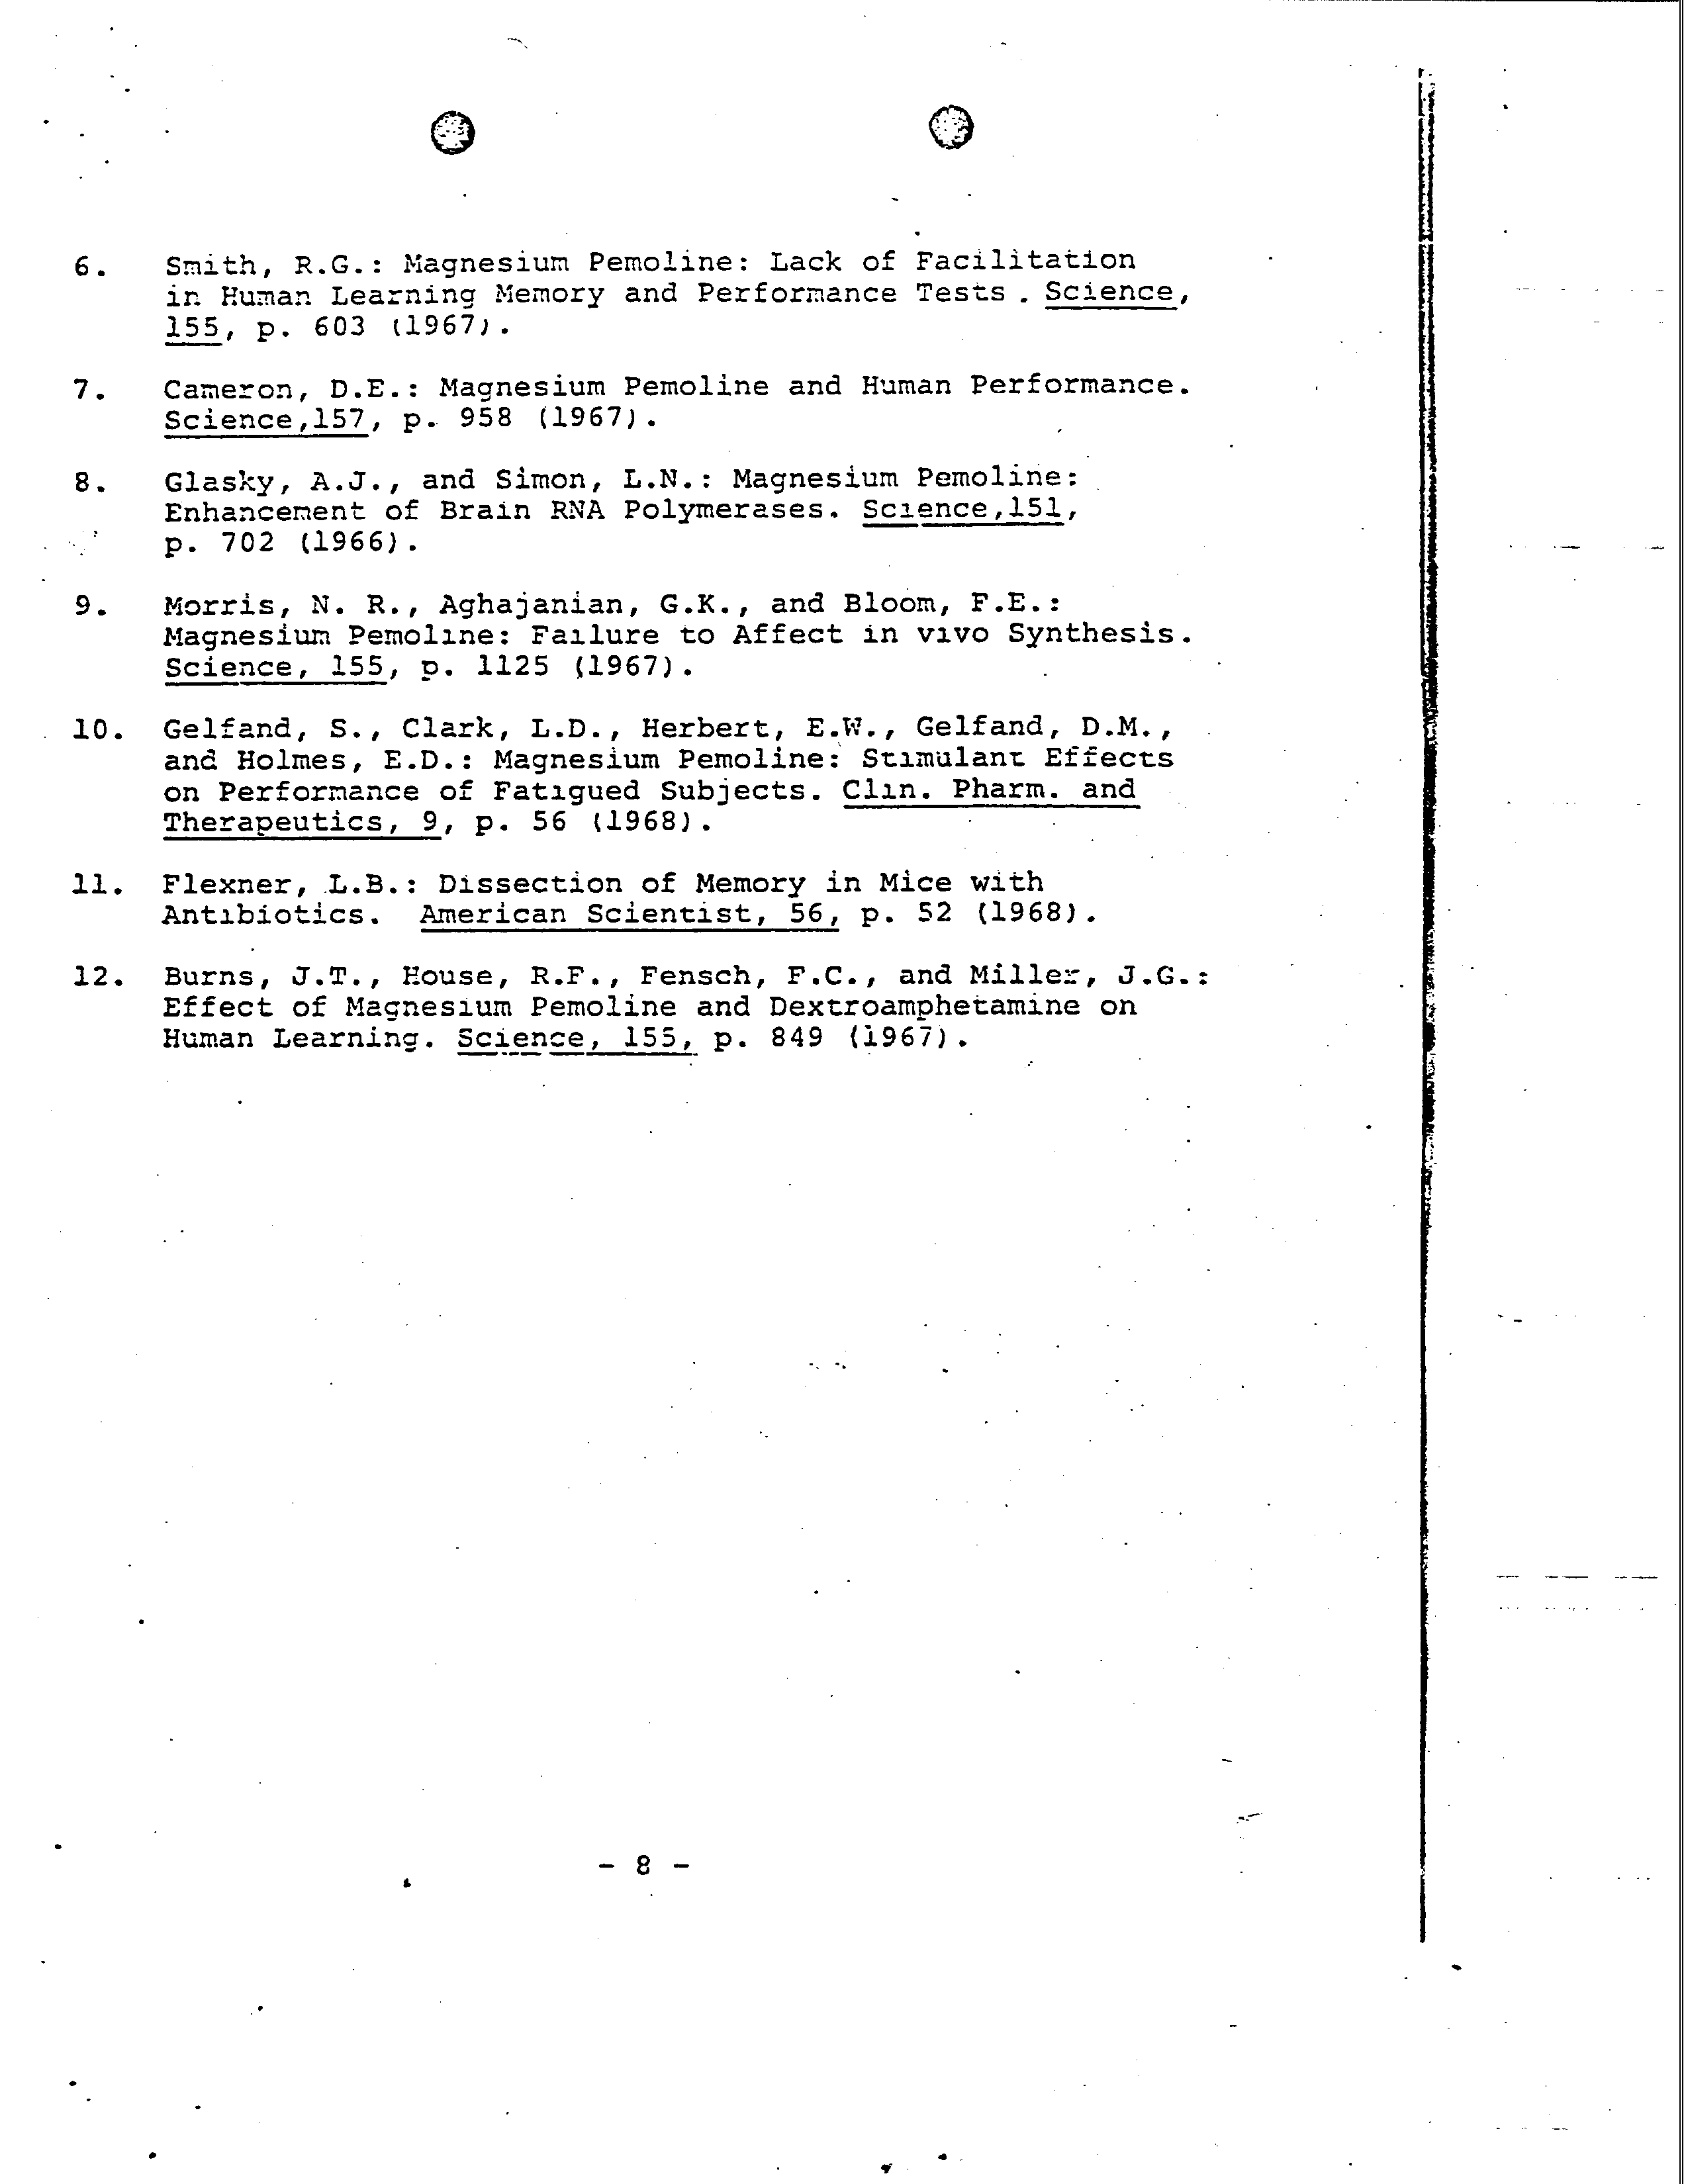 6. Smith, R.G.: Magnesium Pemoline: Lack of Facilitation
in Human Learning Memory and Performance Tests . Science,
155, p. 603 (1967).
7. Cameron, D.E.: Magnesium Pemoline and Human Performance.
Science,157, p. 958 (1967).
8. Glasky, A.J., and Simon, L.N.: Magnesium Pemoline:
Enhancement of Brain RNA Polymerases. Science,151,
p. 702 (1966).
9. Morris, N. R., Aghajanian, G.K., and Bloom, F.E.:
Magnesium Pemoline: Failure to Affect in vivo Synthesis.
Science, 155, p. 1125 (1967).
10. Gelfand, S., Clark, L.D., Herbert, E.W., Gelfand, D.M.,
and Holmes, E.D.: Magnesium Pemoline: Stimulant Effects
on Performance of Fatigued Subjects. Clin. Pharm. and
Therapeutics, 9, p. 56 (1968).
11. Flexner, L.B.: Dissection of Memory in Mice with
Antibiotics. American Scientist, 56, p. 52 (1968).
12. Burns, J.T., House, R.F., Fensch, F.C., and Miller, J.G.:
Effect of Magnesium Pemoline and Dextroamphetamine on
Human Learning. Science, 155, p. 849 (1967).
- 8 -